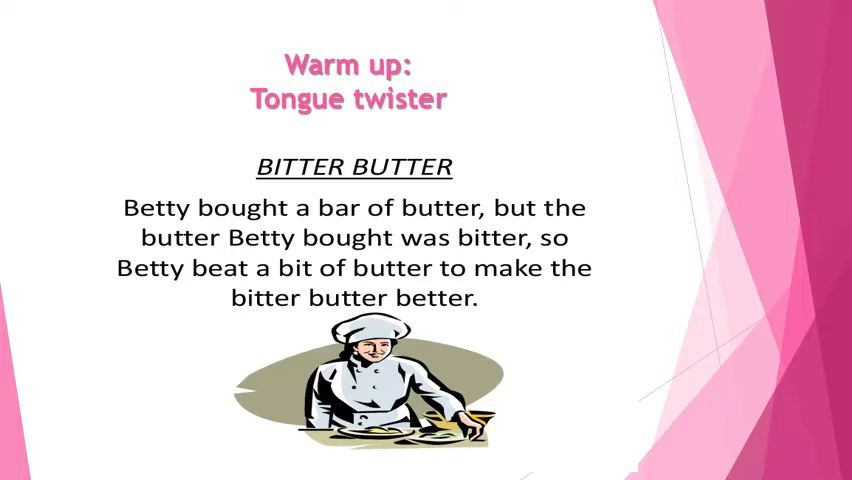 Warm up:
Tongue twister
BITTER BUTTER
Betty bought a bar of butter, but the
butter Betty bought was bitter, so
Betty beat a bit of butter to make the
bitter butter better.